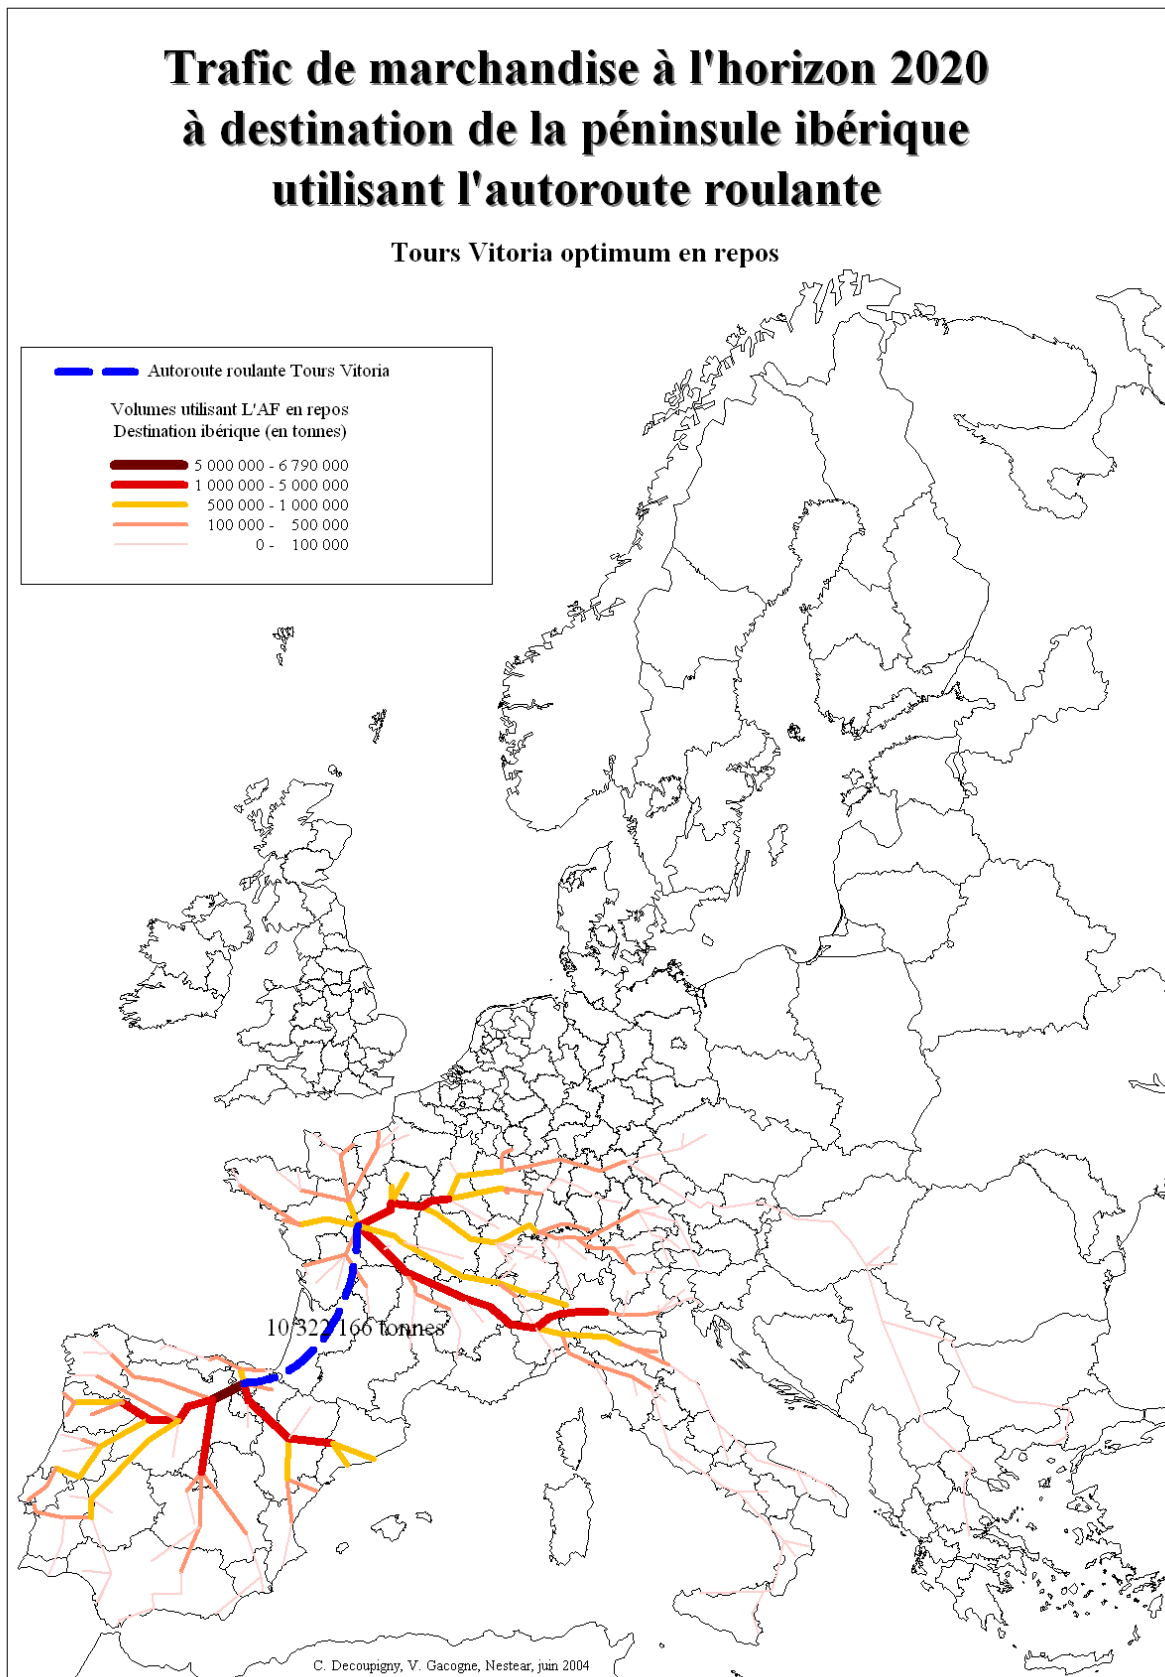 Trafic de marchandise à l'horizon 2020
à destination de la péninsule ibérique
utilisant l'autoroute roulante
Tours Vitoria optimum en repos
Autoroute roulante Tours Vitoria
Volumes utilisant L'AF en repos
Destination ibérique (en tonnes)
5 000 000 - 6 790 000
1 000 000 - 5 000 000
500 000 - 1 000 000
100 000 - 500 000
0 - 100 000
10 322 166 tonnes
C. Decoupigny, V. Gacogne, Nestear, juin 2004